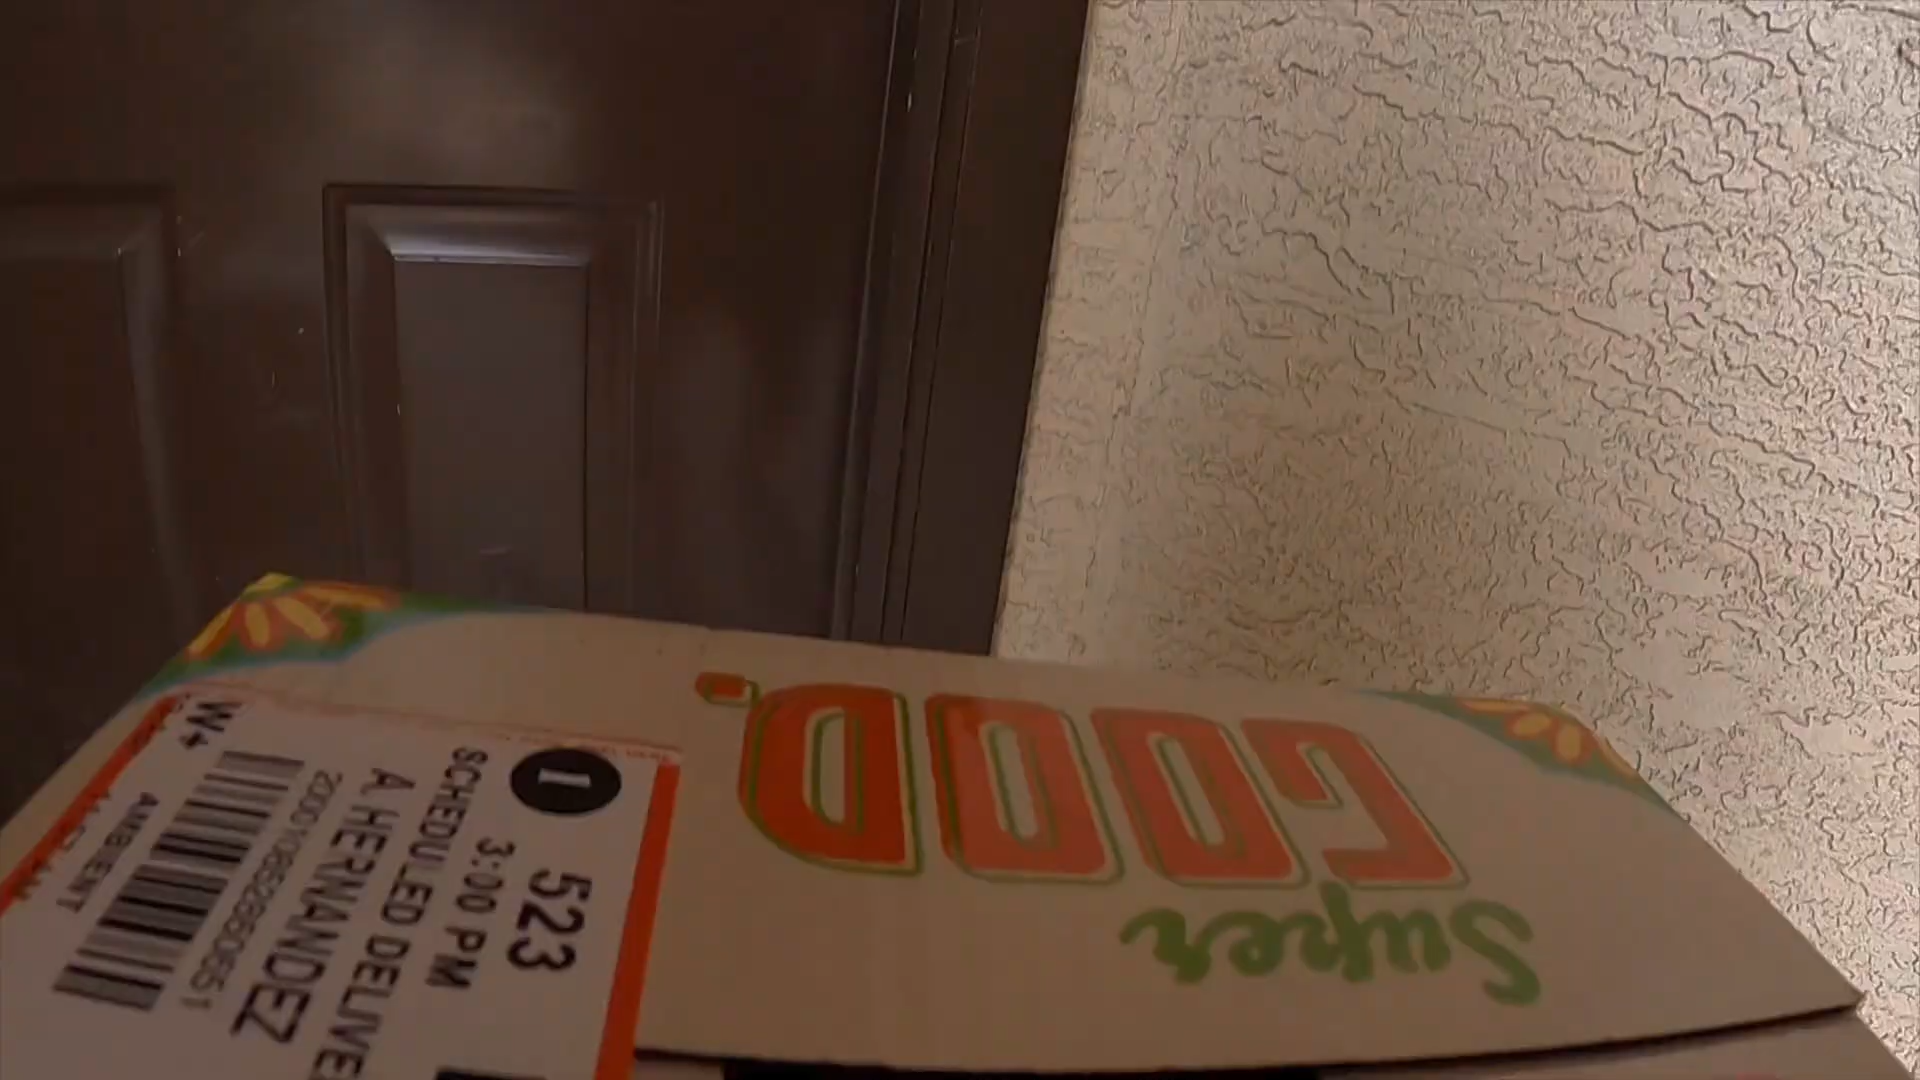 Super
GOOD.
1
523
3:00 PM
SCHEDULED DELIVE
A HERNANDEZ
AMBIENT
W+